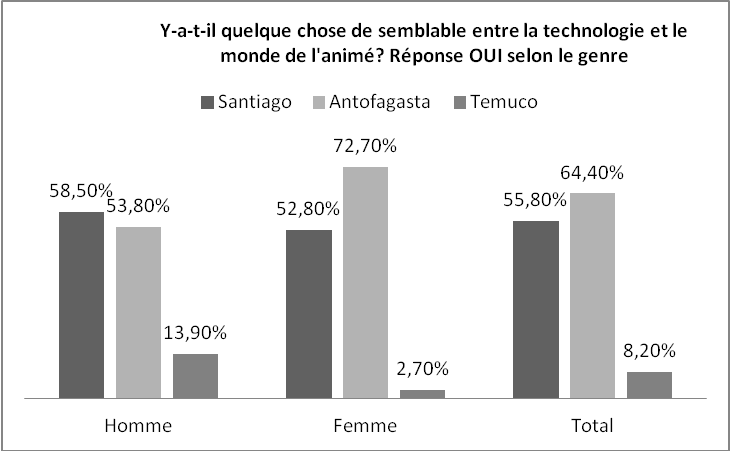 Y-a-t-il quelque chose de semblable entre la technologie et le
monde de l'animé? Réponse OUI selon le genre
Santiago Antofagasta Temuco
58,50% 53,80% 13,90%
52,80% 72,70% 2,70%
55,80% 64,40% 8,20%
Homme Femme Total